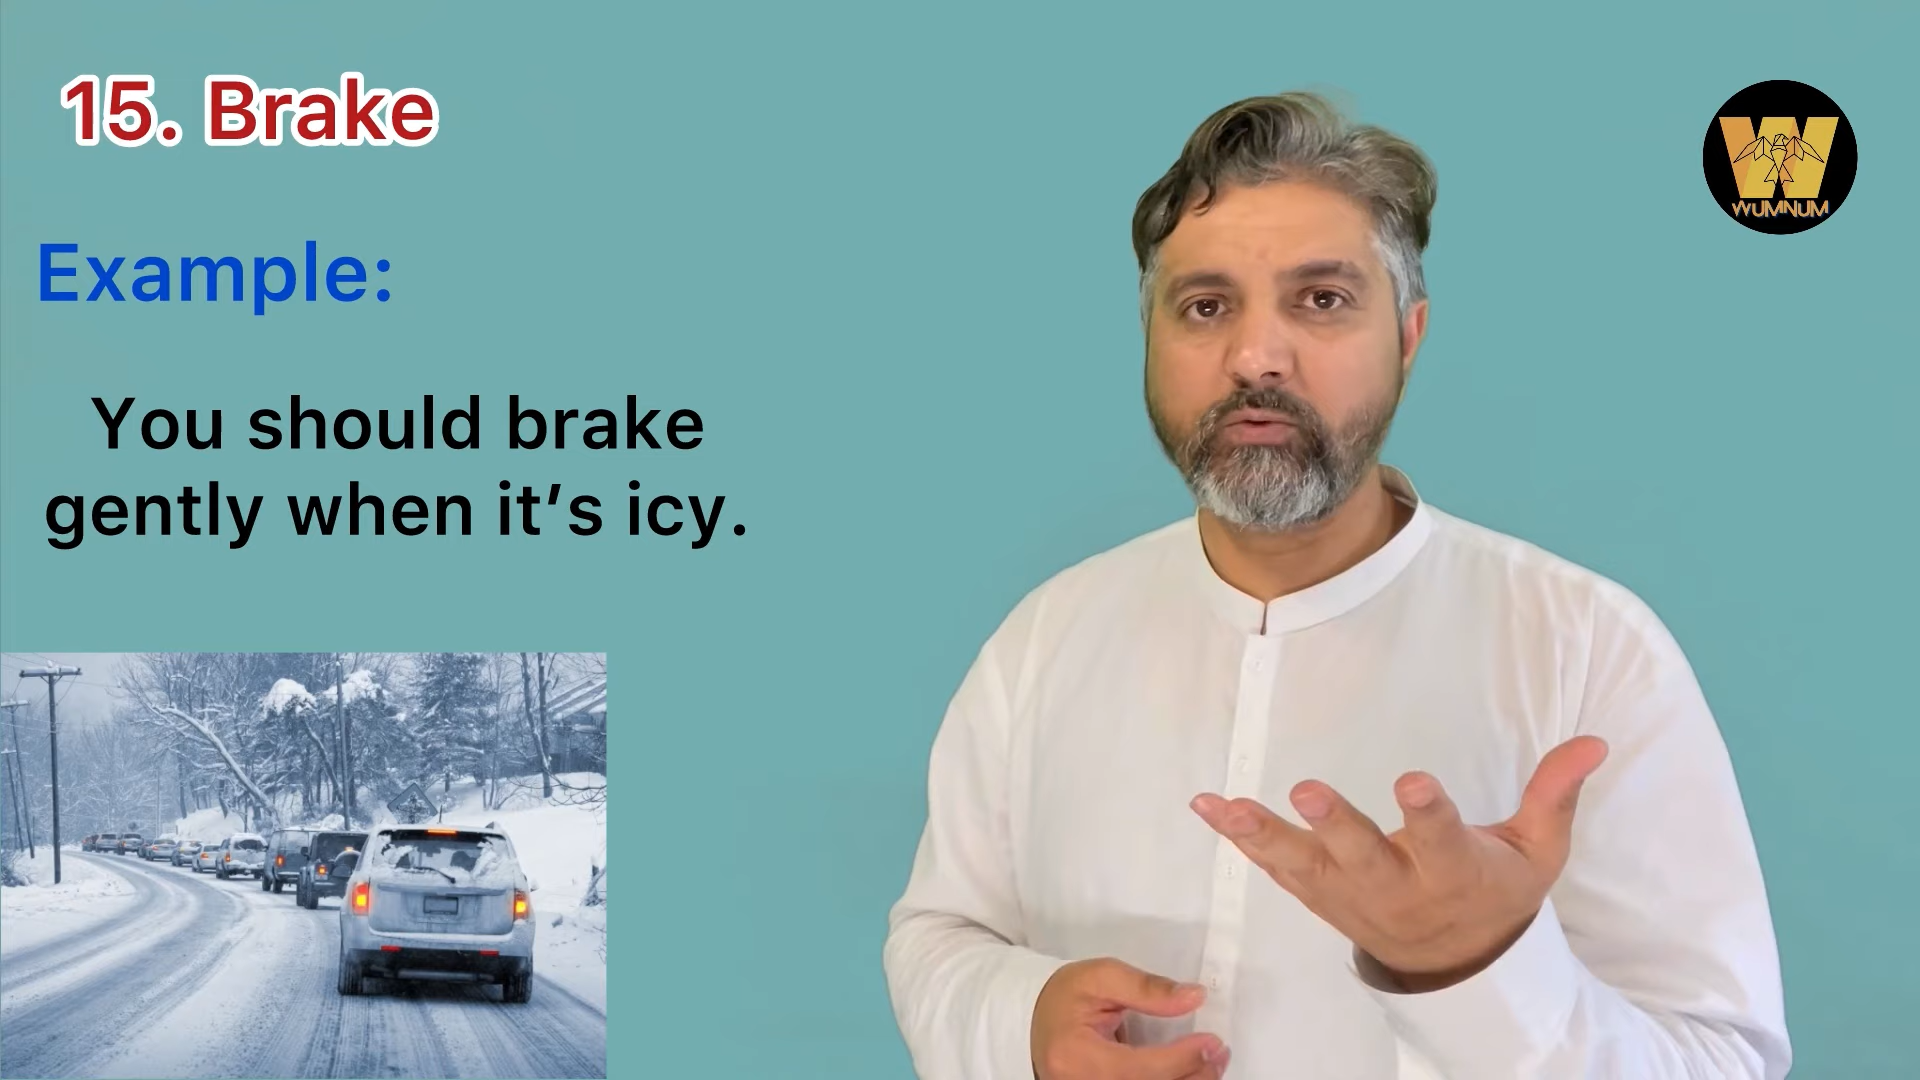 15. Brake
Example:
You should brake
gently when it’s icy.
WUMNUM